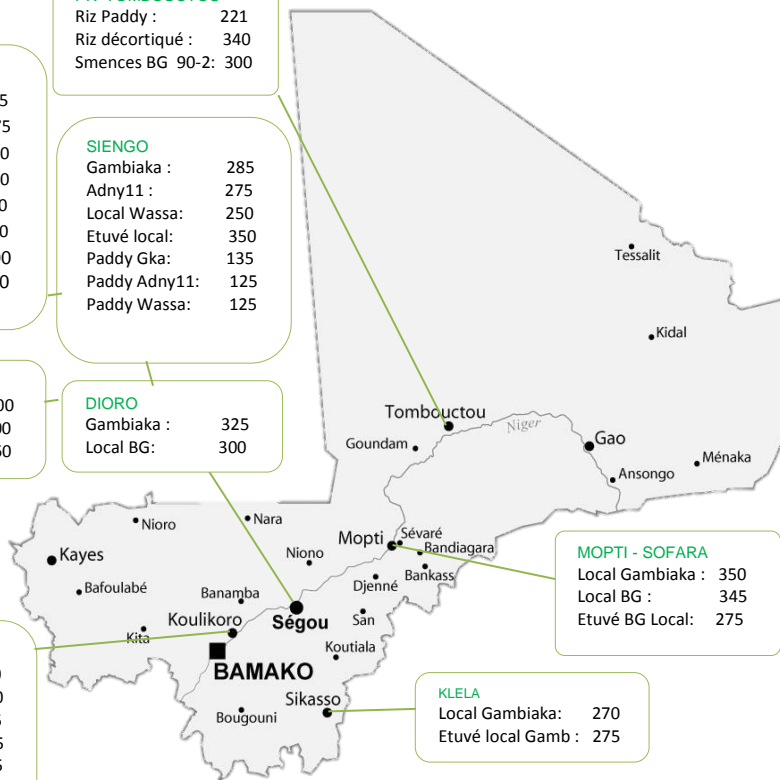 Riz Paddy : 221
Riz décortiqué : 340
Smences BG 90-2: 300
SIENGO
Gambiaka : 285
Adny11 : 275
Local Wassa: 250
Etuvé local: 350
Paddy Gka: 135
Paddy Adny11: 125
Paddy Wassa: 125
DIORO
Gambiaka : 325
Local BG: 300
MOPTI - SOFARA
Local Gambiaka : 350
Local BG : 345
Etuvé BG Local: 275
KLELA
Local Gambiaka: 270
Etuvé local Gamb : 275
Tessalit
Kidal
Tombouctou
Niger
Goundam
Gao
Ménaka
Ansongo
Nioro
Nara
Mopti
Sévaré
Bandiagara
Kayes
Niono
Bankass
Bafoulabé
Banamba
Djenné
Koulikoro
Ségou
San
Kita
Koutiala
BAMAKO
Sikasso
Bougouni